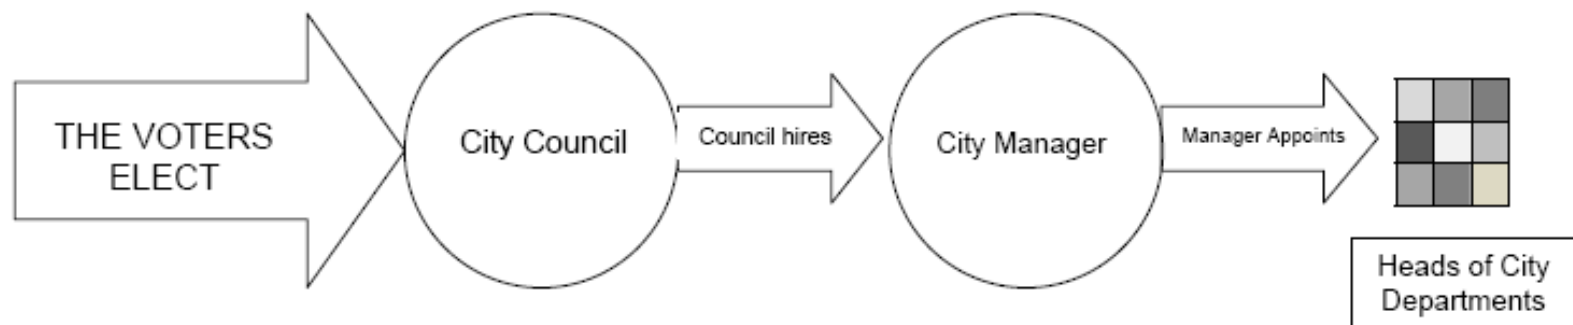 THE VOTERS
ELECT
City Council
Council hires
City Manager
Manager Appoints
Heads of City
Departments